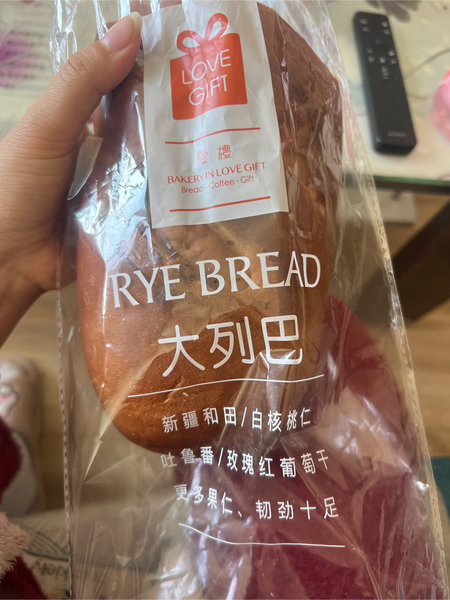 LOVE
GIFT
愛禮
BAKERY IN LOVE GIFT
Bread·Coffee·Gift
RYE BREAD
大列巴
新疆和田/白核桃仁
吐鲁番/玫瑰红葡萄干
更多果仁、韧劲十足